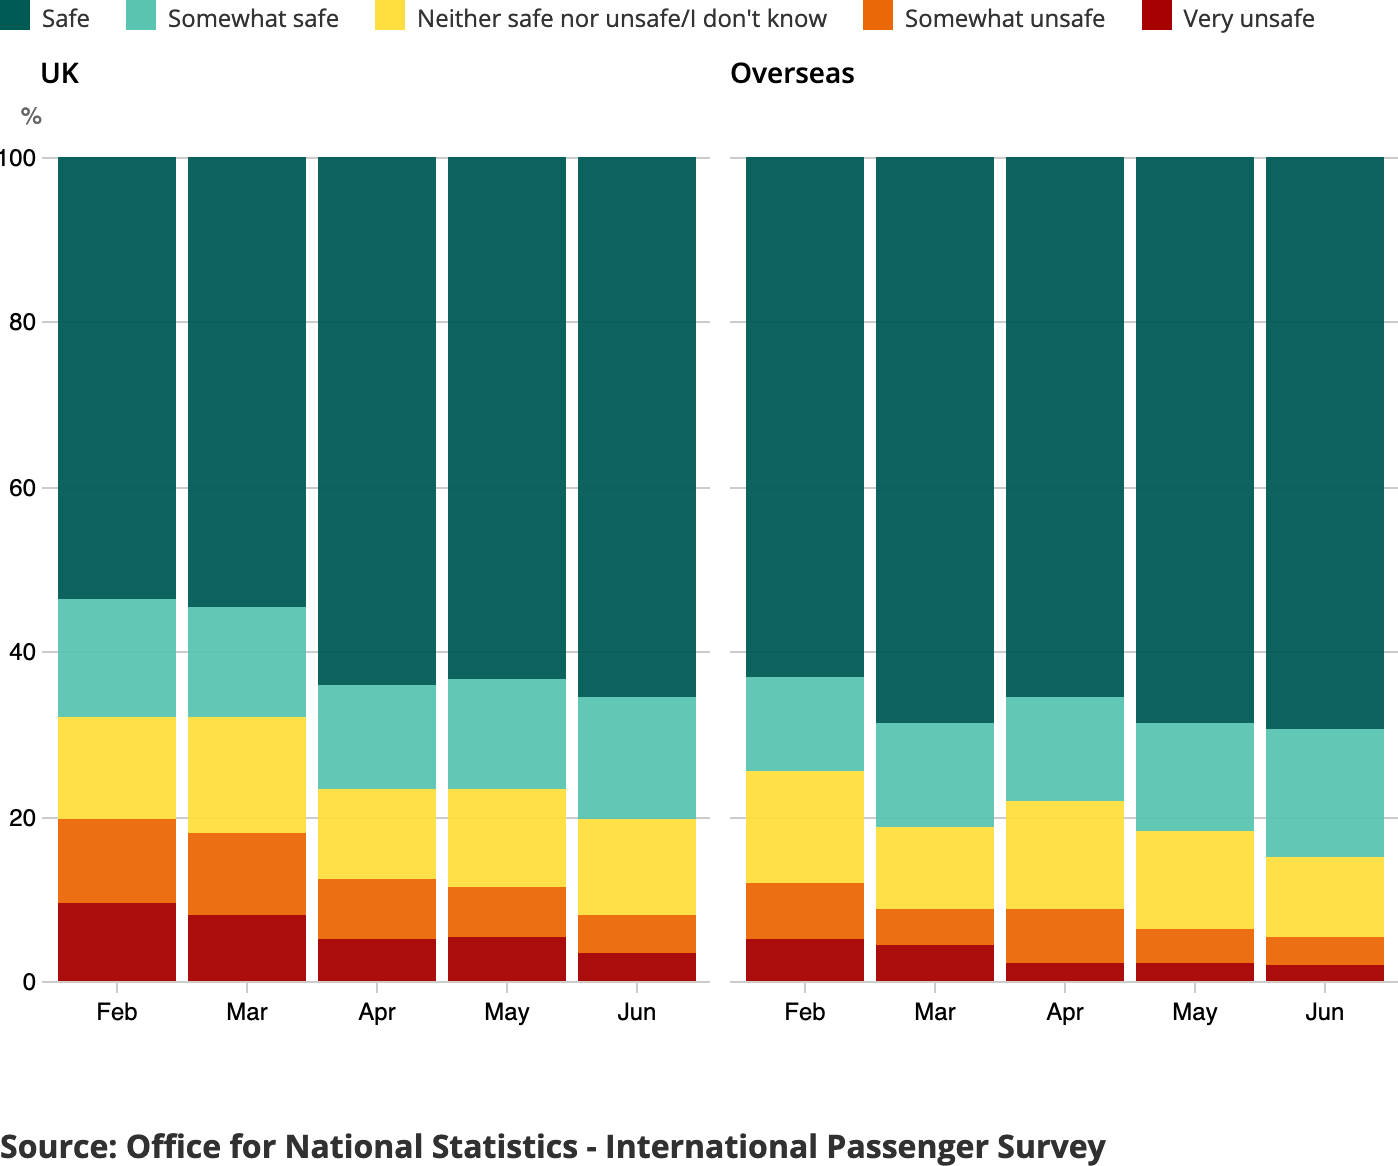 Safe Somewhat safe Neither safe nor unsafe/I don't know Somewhat unsafe Very unsafe
UK
%
100
80
60
40
20
0
Feb Mar Apr May Jun
Overseas
Feb Mar Apr May Jun
Source: Office for National Statistics - International Passenger Survey